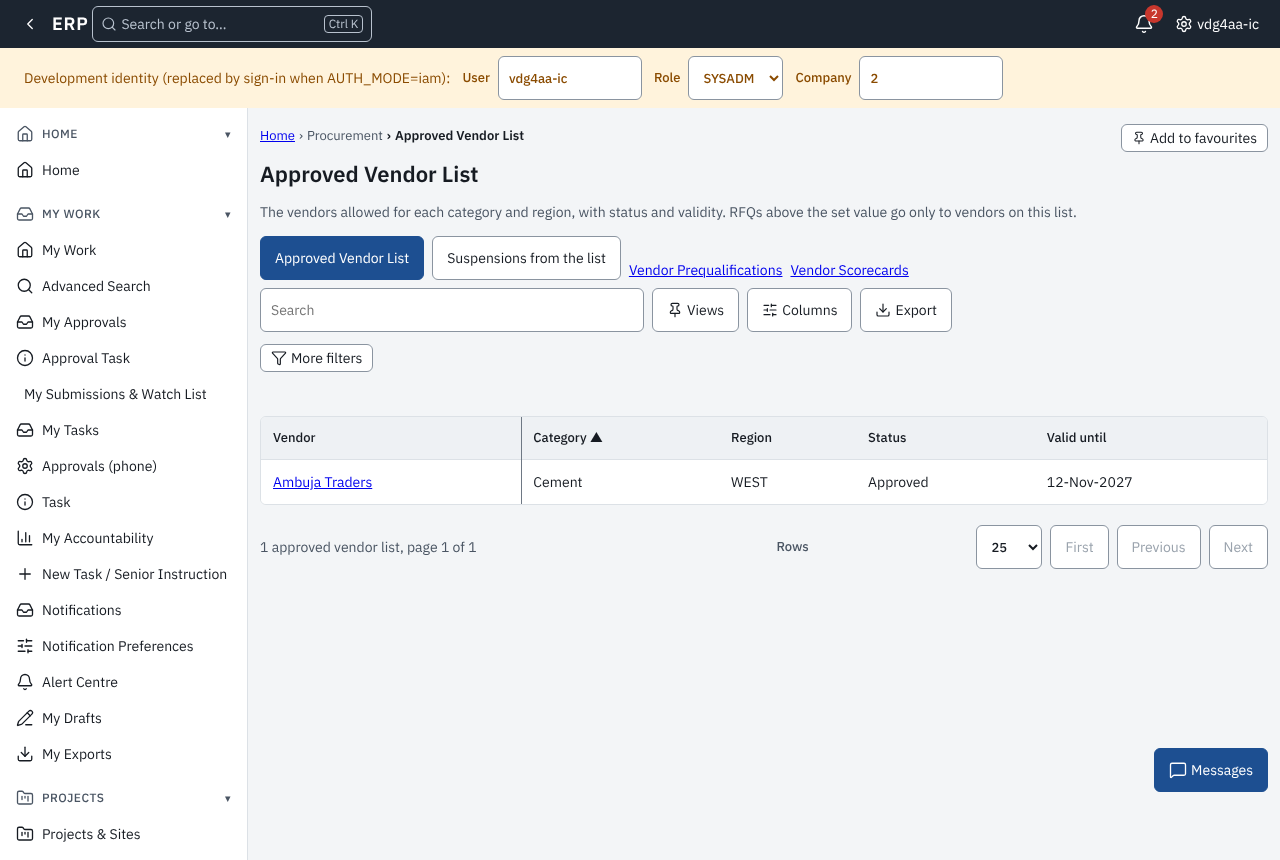 ERP
Search or go to...
Ctrl K
2
vdg4aa-ic
Development identity (replaced by sign-in when AUTH_MODE=iam):
User
vdg4aa-ic
Role
SYSADM
Company
2
HOME
Home
MY WORK
My Work
Advanced Search
My Approvals
Approval Task
My Submissions & Watch List
My Tasks
Approvals (phone)
Task
My Accountability
New Task / Senior Instruction
Notifications
Notification Preferences
Alert Centre
My Drafts
My Exports
PROJECTS
Projects & Sites
Home › Procurement › Approved Vendor List
Add to favourites
Approved Vendor List
The vendors allowed for each category and region, with status and validity. RFQs above the set value go only to vendors on this list.
Approved Vendor List
Suspensions from the list
Vendor Prequalifications
Vendor Scorecards
Search
Views
Columns
Export
More filters
Vendor Category ▲ Region Status Valid until
Ambuja Traders Cement WEST Approved 12-Nov-2027
1 approved vendor list, page 1 of 1
Rows
25
First
Previous
Next
Messages